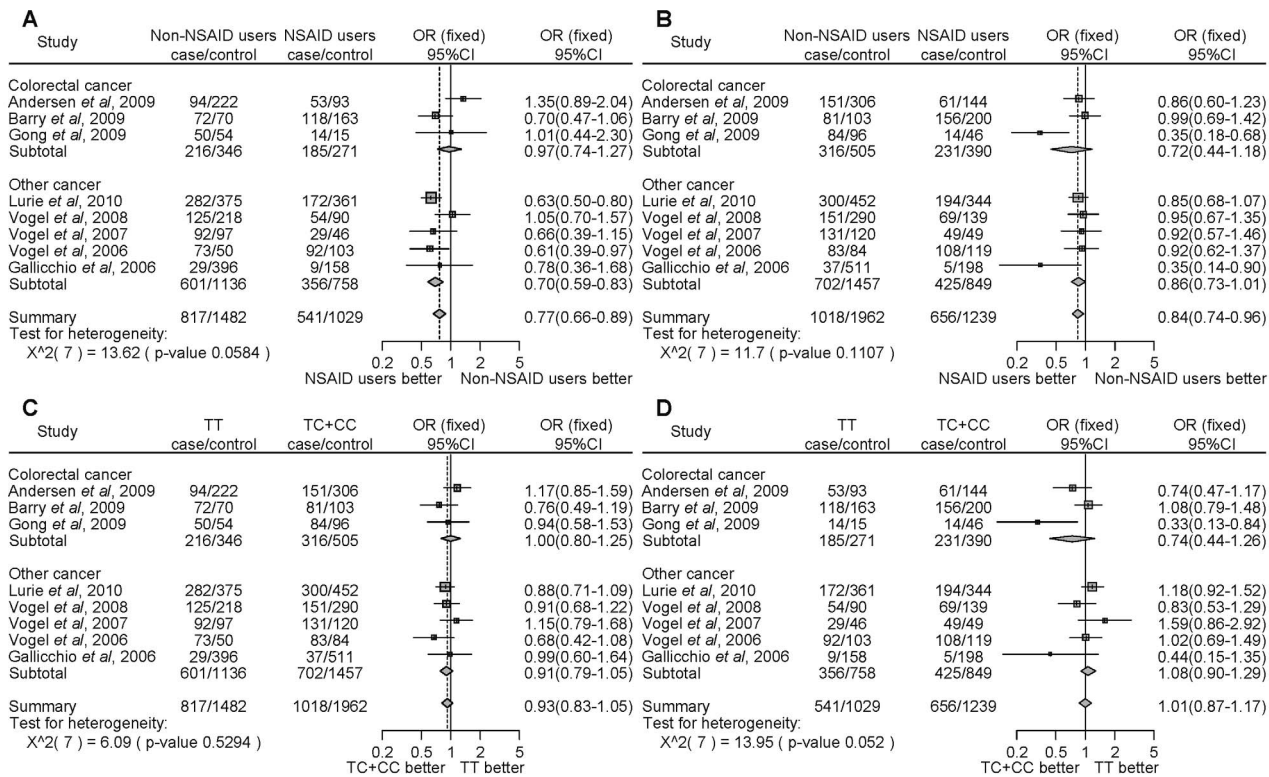 A
Study Non-NSAID users NSAID users OR (fixed) OR (fixed)
case/control case/control 95%CI 95%CI
Colorectal cancer
Andersen et al, 2009 94/222 53/93 1.35(0.89-2.04)
Barry et al, 2009 72/70 118/163 0.70(0.47-1.06)
Gong et al, 2009 50/54 14/15 1.01(0.44-2.30)
Subtotal 216/346 185/271 0.97(0.74-1.27)
Other cancer
Lurie et al, 2010 282/375 172/361 0.63(0.50-0.80)
Vogel et al, 2008 125/218 54/90 1.05(0.70-1.57)
Vogel et al, 2007 92/97 29/46 0.66(0.39-1.15)
Vogel et al, 2006 73/50 92/103 0.61(0.39-0.97)
Gallicchio et al, 2006 29/396 9/158 0.78(0.36-1.68)
Subtotal 601/1136 356/758 0.70(0.59-0.83)
Summary 817/1482 541/1029 0.77(0.66-0.89)
Test for heterogeneity:
X^2( 7 ) = 13.62 ( p-value 0.0584 )
0.2 1 2 5
NSAID users better Non-NSAID users better
B
Study Non-NSAID users NSAID users OR (fixed) OR (fixed)
case/control case/control 95%CI 95%CI
Colorectal cancer
Andersen et al, 2009 151/306 61/144 0.86(0.60-1.23)
Barry et al, 2009 81/103 156/200 0.99(0.69-1.42)
Gong et al, 2009 84/96 14/46 0.35(0.18-0.68)
Subtotal 316/505 231/390 0.72(0.44-1.18)
Other cancer
Lurie et al, 2010 300/452 194/344 0.85(0.68-1.07)
Vogel et al, 2008 151/290 69/139 0.95(0.67-1.35)
Vogel et al, 2007 131/120 49/49 0.92(0.57-1.46)
Vogel et al, 2006 83/84 108/119 0.92(0.62-1.37)
Gallicchio et al, 2006 37/511 5/198 0.35(0.14-0.90)
Subtotal 702/1457 425/849 0.86(0.73-1.01)
Summary 1018/1962 656/1239 0.84(0.74-0.96)
Test for heterogeneity:
X^2( 7 ) = 11.7 ( p-value 0.1107 )
0.2 1 2 5
NSAID users better Non-NSAID users better
C
Study TT TC+CC OR (fixed) OR (fixed)
case/control case/control 95%CI 95%CI
Colorectal cancer
Andersen et al, 2009 94/222 151/306 1.17(0.85-1.59)
Barry et al, 2009 72/70 81/103 0.76(0.49-1.19)
Gong et al, 2009 50/54 84/96 0.94(0.58-1.53)
Subtotal 216/346 316/505 1.00(0.80-1.25)
Other cancer
Lurie et al, 2010 282/375 300/452 0.88(0.71-1.09)
Vogel et al, 2008 125/218 151/290 0.91(0.68-1.22)
Vogel et al, 2007 92/97 131/120 1.15(0.79-1.68)
Vogel et al, 2006 73/50 83/84 0.68(0.42-1.08)
Gallicchio et al, 2006 29/396 37/511 0.99(0.60-1.64)
Subtotal 601/1136 702/1457 0.91(0.79-1.05)
Summary 817/1482 1018/1962 0.93(0.83-1.05)
Test for heterogeneity:
X^2( 7 ) = 6.09 ( p-value 0.5294 )
0.2 1 2 5
TC+CC better TT better
D
Study TT TC+CC OR (fixed) OR (fixed)
case/control case/control 95%CI 95%CI
Colorectal cancer
Andersen et al, 2009 53/93 61/144 0.74(0.47-1.17)
Barry et al, 2009 118/163 156/200 1.08(0.79-1.48)
Gong et al, 2009 14/15 14/46 0.33(0.13-0.84)
Subtotal 185/271 231/390 0.74(0.44-1.26)
Other cancer
Lurie et al, 2010 172/361 194/344 1.18(0.92-1.52)
Vogel et al, 2008 54/90 69/139 0.83(0.53-1.29)
Vogel et al, 2007 29/46 49/49 1.59(0.86-2.92)
Vogel et al, 2006 92/103 108/119 1.02(0.69-1.49)
Gallicchio et al, 2006 9/158 5/198 0.44(0.15-1.35)
Subtotal 356/758 425/849 1.08(0.90-1.29)
Summary 541/1029 656/1239 1.01(0.87-1.17)
Test for heterogeneity:
X^2( 7 ) = 13.95 ( p-value 0.052 )
0.2 1 2 5
TC+CC better TT better